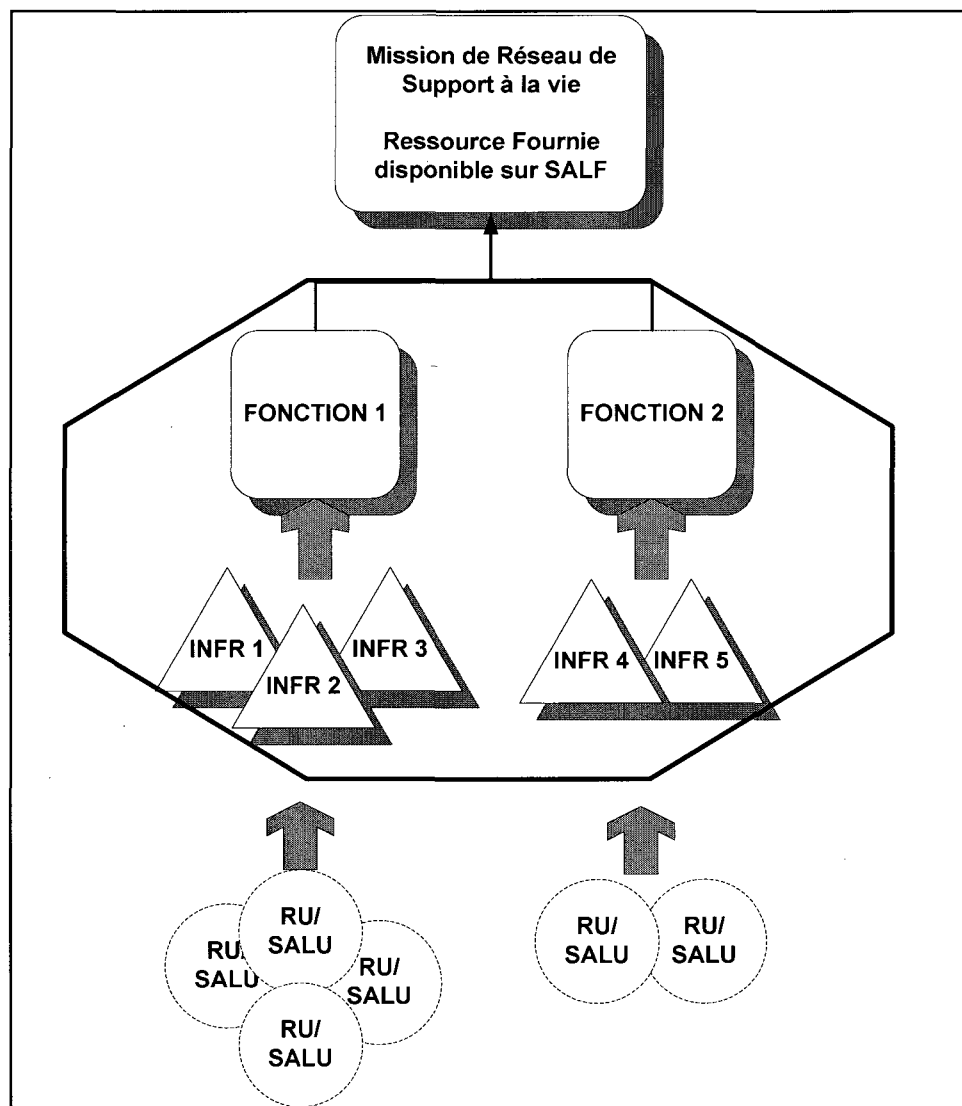 Mission de Réseau de
Support à la vie
Ressource Fournie
disponible sur SALF
FONCTION 1
FONCTION 2
INFR 1
INFR 2
INFR 3
INFR 4
INFR 5
RU/
SALU
RU/
SALU
RU/
SALU
RU/
SALU
RU/
SALU
RU/
SALU